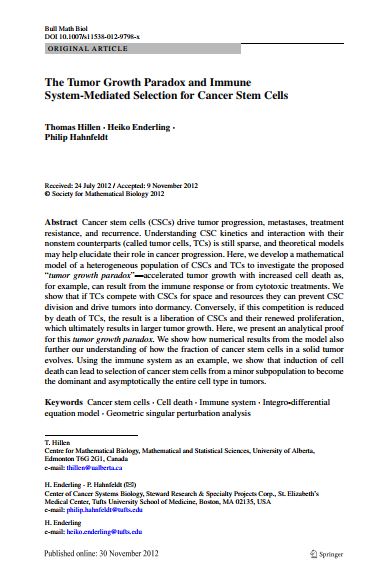 Bull Math Biol
DOI 10.1007/s11538-012-9798-x
ORIGINAL ARTICLE
The Tumor Growth Paradox and Immune
System-Mediated Selection for Cancer Stem Cells
Thomas Hillen · Heiko Enderling ·
Philip Hahnfeldt
Received: 24 July 2012 / Accepted: 9 November 2012
© Society for Mathematical Biology 2012
Abstract Cancer stem cells (CSCs) drive tumor progression, metastases, treatment
resistance, and recurrence. Understanding CSC kinetics and interaction with their
nonstem counterparts (called tumor cells, TCs) is still sparse, and theoretical models
may help elucidate their role in cancer progression. Here, we develop a mathematical
model of a heterogeneous population of CSCs and TCs to investigate the proposed
“tumor growth paradox”—accelerated tumor growth with increased cell death as,
for example, can result from the immune response or from cytotoxic treatments. We
show that if TCs compete with CSCs for space and resources they can prevent CSC
division and drive tumors into dormancy. Conversely, if this competition is reduced
by death of TCs, the result is a liberation of CSCs and their renewed proliferation,
which ultimately results in larger tumor growth. Here, we present an analytical proof
for this tumor growth paradox. We show how numerical results from the model also
further our understanding of how the fraction of cancer stem cells in a solid tumor
evolves. Using the immune system as an example, we show that induction of cell
death can lead to selection of cancer stem cells from a minor subpopulation to become
the dominant and asymptotically the entire cell type in tumors.
Keywords Cancer stem cells · Cell death · Immune system · Integro-differential
equation model · Geometric singular perturbation analysis
T. Hillen
Centre for Mathematical Biology, Mathematical and Statistical Sciences, University of Alberta,
Edmonton T6G 2G1, Canada
e-mail: thillen@ualberta.ca
H. Enderling · P. Hahnfeldt (✉)
Center of Cancer Systems Biology, Steward Research & Specialty Projects Corp., St. Elizabeth’s
Medical Center, Tufts University School of Medicine, Boston, MA 02135, USA
e-mail: philip.hahnfeldt@tufts.edu
H. Enderling
e-mail: heiko.enderling@tufts.edu
Published online: 30 November 2012
Springer